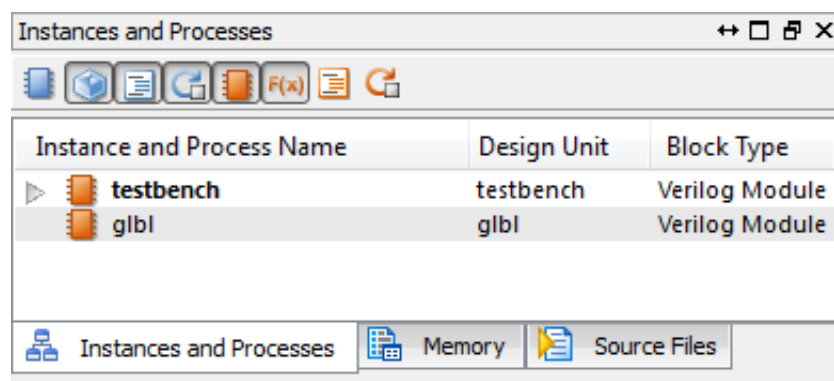 Instances and Processes
F(x)
Instance and Process Name Design Unit Block Type
testbench testbench Verilog Module
glbl glbl Verilog Module
Instances and Processes Memory Source Files